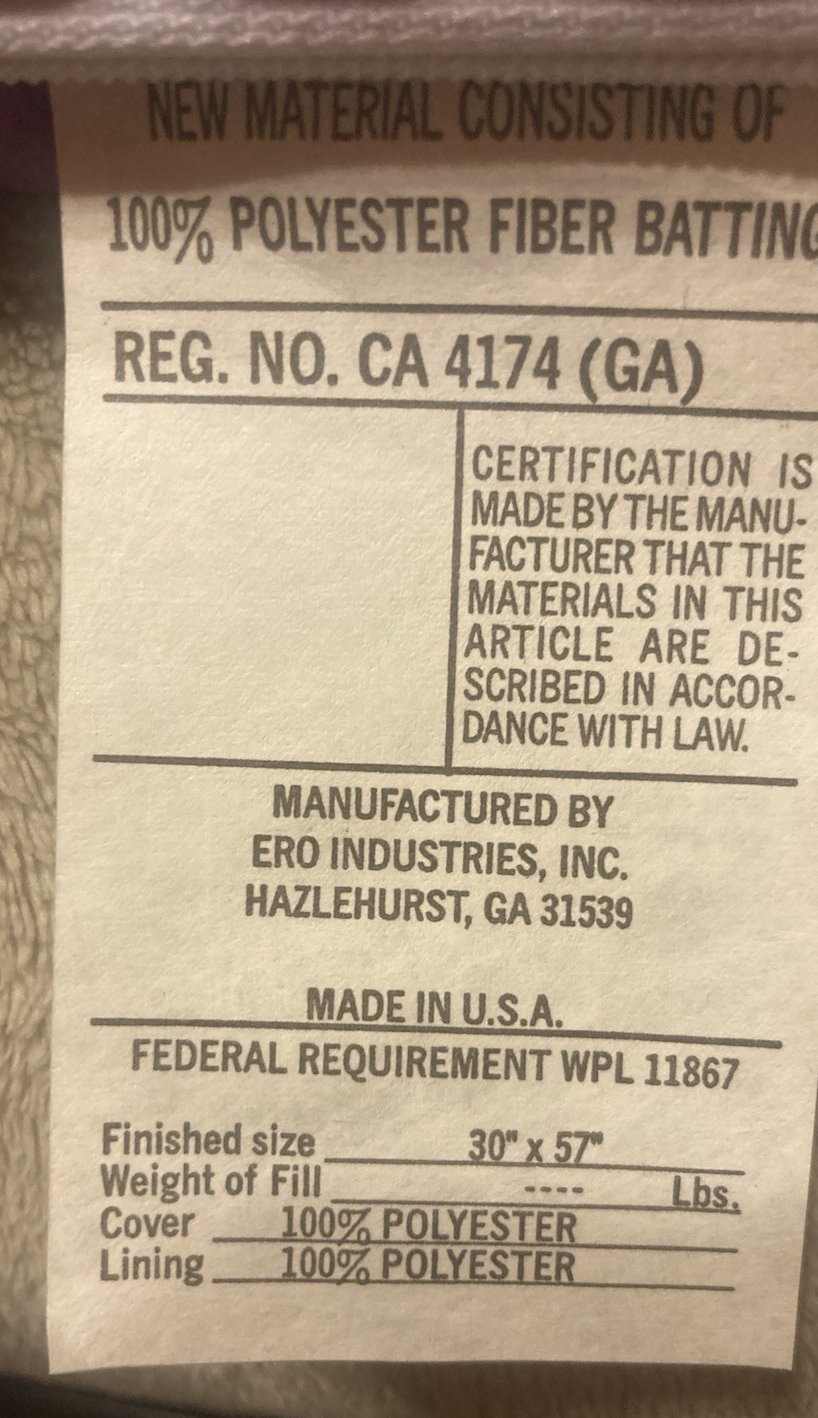 NEW MATERIAL CONSISTING OF
100% POLYESTER FIBER BATTING
REG. NO. CA 4174 (GA)
CERTIFICATION IS
MADE BY THE MANU-
FACTURER THAT THE
MATERIALS IN THIS
ARTICLE ARE DE-
SCRIBED IN ACCOR-
DANCE WITH LAW.
MANUFACTURED BY
ERO INDUSTRIES, INC.
HAZLEHURST, GA 31539
MADE IN U.S.A.
FEDERAL REQUIREMENT WPL 11867
Finished size 30" x 57"
Weight of Fill ---- Lbs.
Cover 100% POLYESTER
Lining 100% POLYESTER